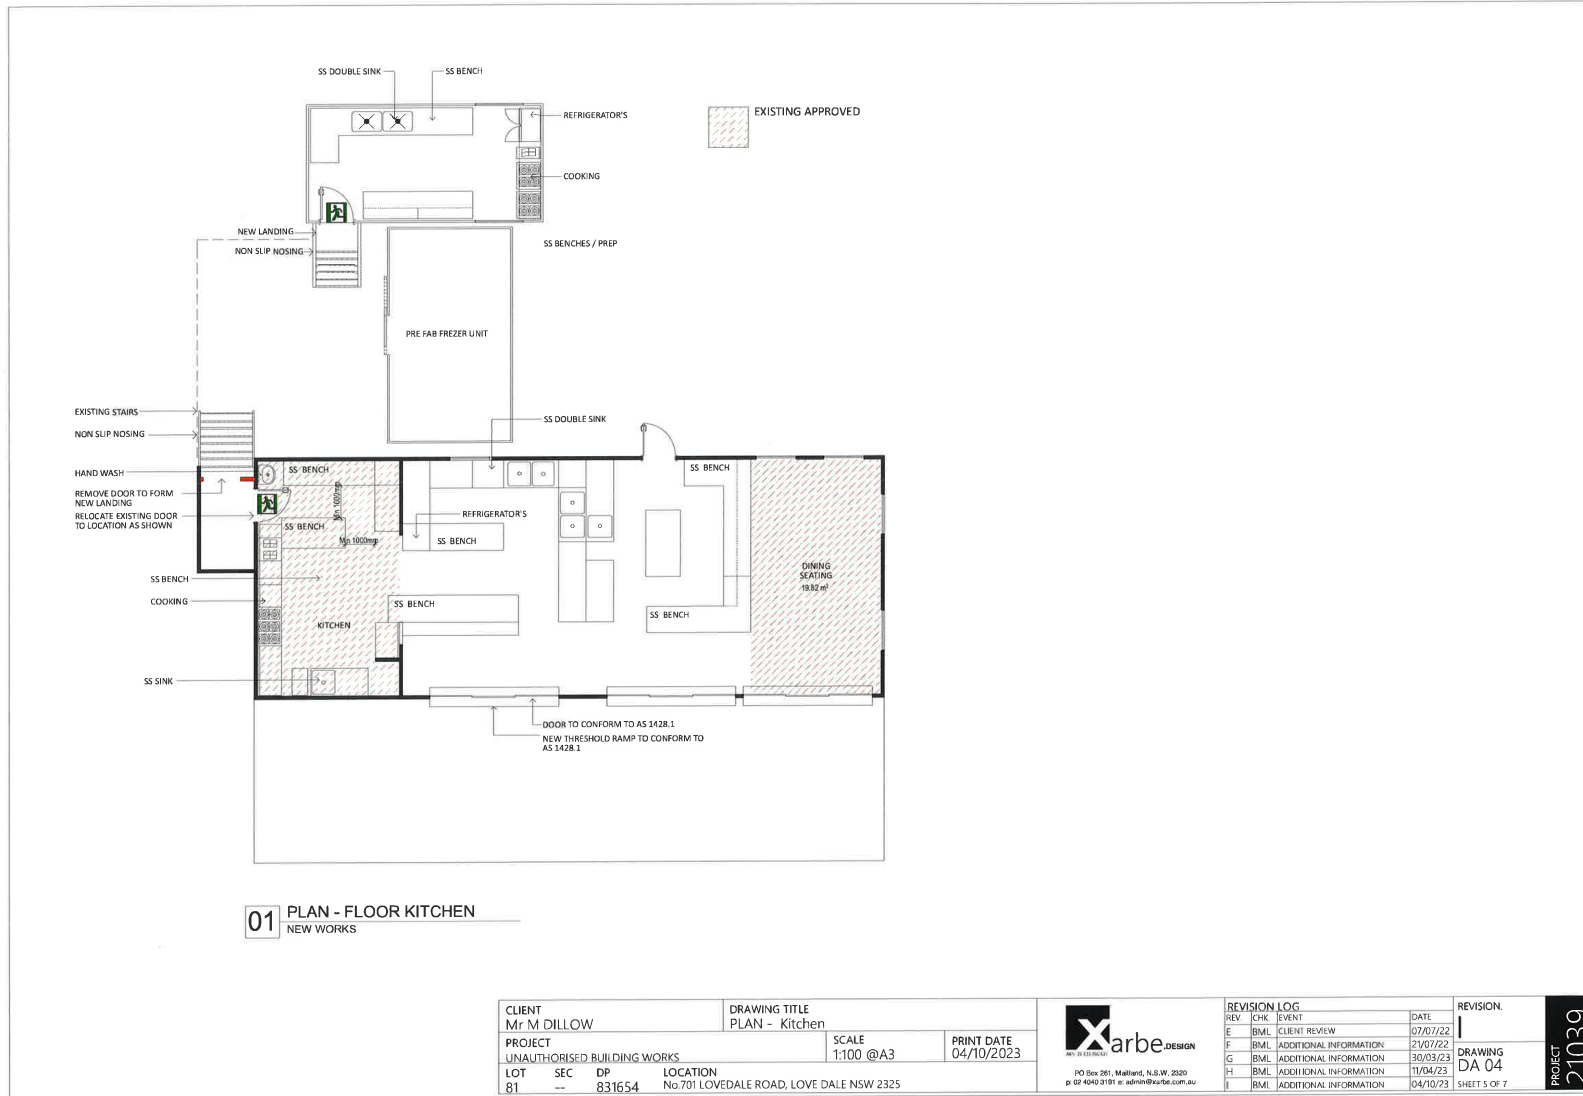 SS DOUBLE SINK
SS BENCH
REFRIGERATOR'S
EXISTING APPROVED
COOKING
NEW LANDING
NON SLIP NOSING
SS BENCHES / PREP
PRE FAB FREZER UNIT
EXISTING STAIRS
NON SLIP NOSING
HAND WASH
REMOVE DOOR TO FORM
NEW LANDING
RELOCATE EXISTING DOOR
TO LOCATION AS SHOWN
SS BENCH
COOKING
SS SINK
SS DOUBLE SINK
SS BENCH
Min 1000mm
SS BENCH
Min 1000mm
REFRIGERATOR'S
SS BENCH
SS BENCH
KITCHEN
SS BENCH
SS BENCH
DINING
SEATING
19.82 m²
DOOR TO CONFORM TO AS 1428.1
NEW THRESHOLD RAMP TO CONFORM TO
AS 1428.1
01
PLAN - FLOOR KITCHEN
NEW WORKS
CLIENT
Mr M DILLOW
DRAWING TITLE
PLAN - Kitchen
PROJECT
UNAUTHORISED BUILDING WORKS
SCALE
1:100 @A3
PRINT DATE
04/10/2023
LOT SEC DP LOCATION
81 -- 831654 No.701 LOVEDALE ROAD, LOVE DALE NSW 2325
Xarbe.DESIGN
PO Box 261, Maitland, N.S.W. 2320
p: 02 4040 3191 e: admin@xarbe.com.au
REVISION LOG
REV. CHK. EVENT DATE
E BML CLIENT REVIEW 07/07/22
F BML ADDITIONAL INFORMATION 21/07/22
G BML ADDITIONAL INFORMATION 30/03/23
H BML ADDITIONAL INFORMATION 11/04/23
I BML ADDITIONAL INFORMATION 04/10/23
REVISION.
I
DRAWING
DA 04
SHEET 5 OF 7
PROJECT
21039